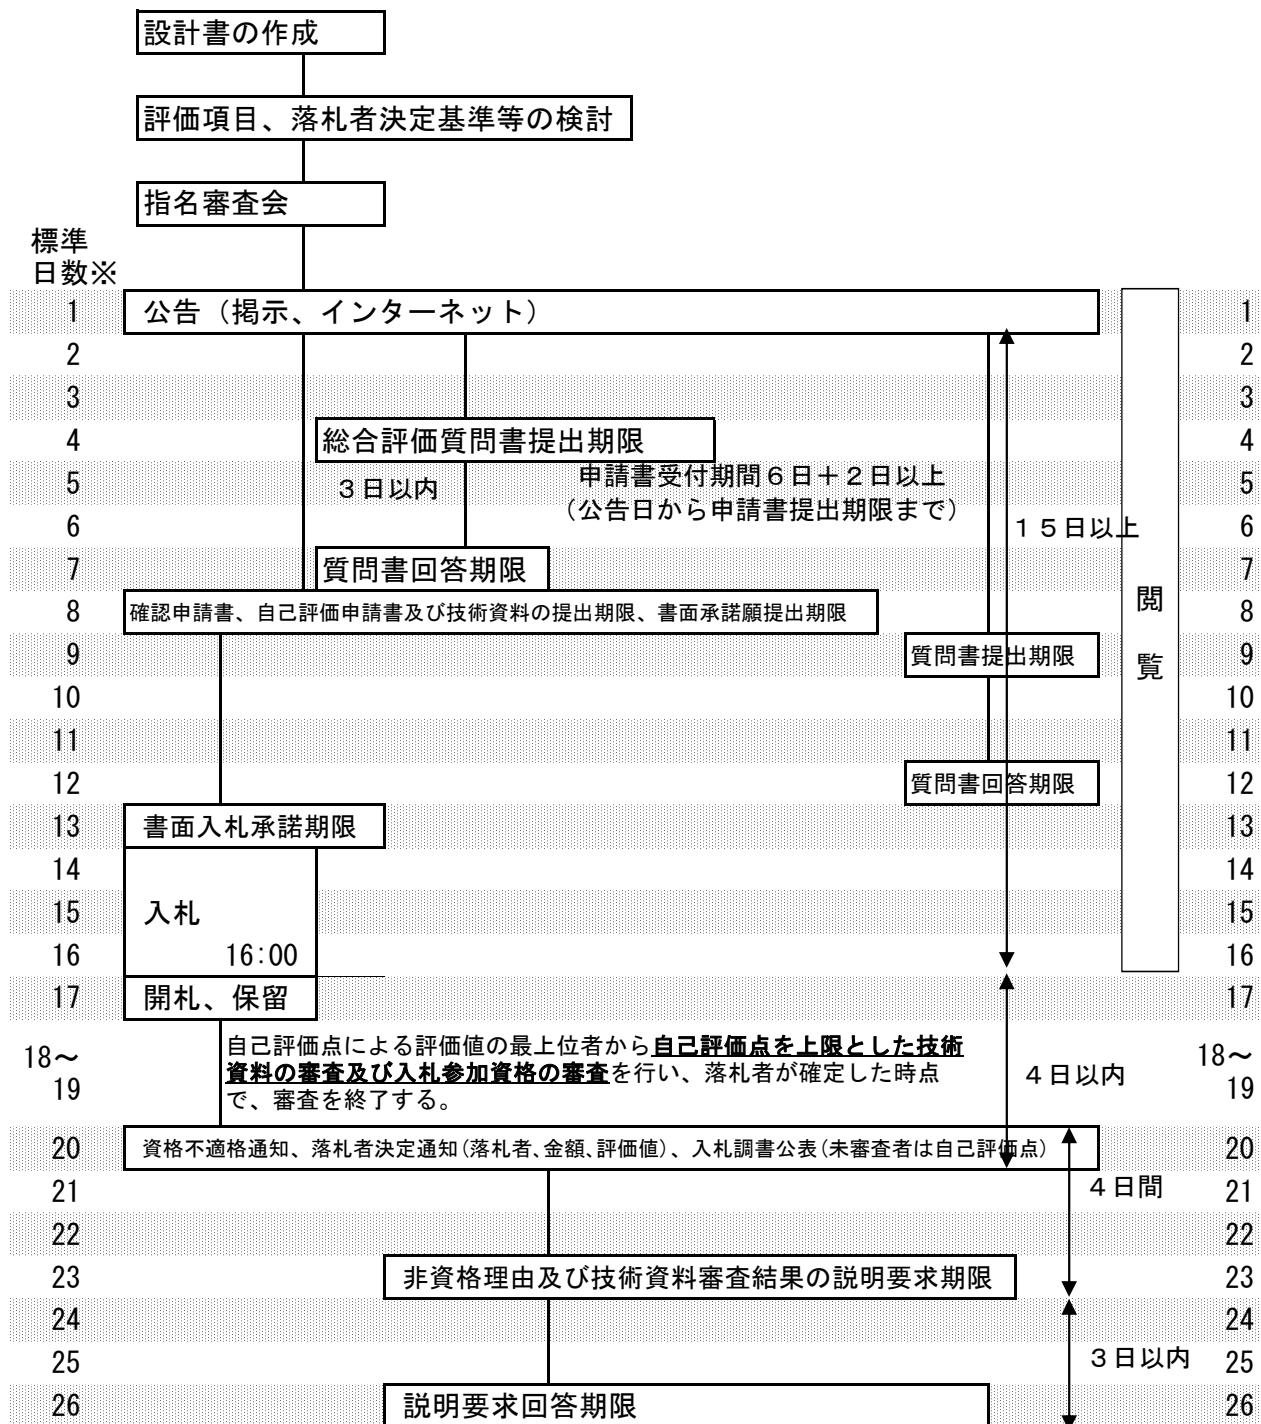 設計書の作成
評価項目、落札者決定基準等の検討
指名審査会
標準
日数※
1 公告（掲示、インターネット） 1
2 2
3 3
4 総合評価質問書提出期限 4
5 ３日以内 申請書受付期間６日＋２日以上 5
（公告日から申請書提出期限まで）
6 １５日以上 6
7 質問書回答期限 7
8 確認申請書、自己評価申請書及び技術資料の提出期限、書面承諾願提出期限 閲 8
9 質問書提出期限 覧 9
10 10
11 11
12 質問書回答期限 12
13 書面入札承諾期限 13
14 14
15 入札 15
16 16:00 16
17 開札、保留 17
18～ 自己評価点による評価値の最上位者から自己評価点を上限とした技術 18～
資料の審査及び入札参加資格の審査を行い、落札者が確定した時点 ４日以内
19 で、審査を終了する。 19
20 資格不適格通知、落札者決定通知（落札者、金額、評価値）、入札調書公表（未審査者は自己評価点） 20
21 ４日間 21
22 22
23 非資格理由及び技術資料審査結果の説明要求期限 23
24 24
25 ３日以内 25
26 説明要求回答期限 26